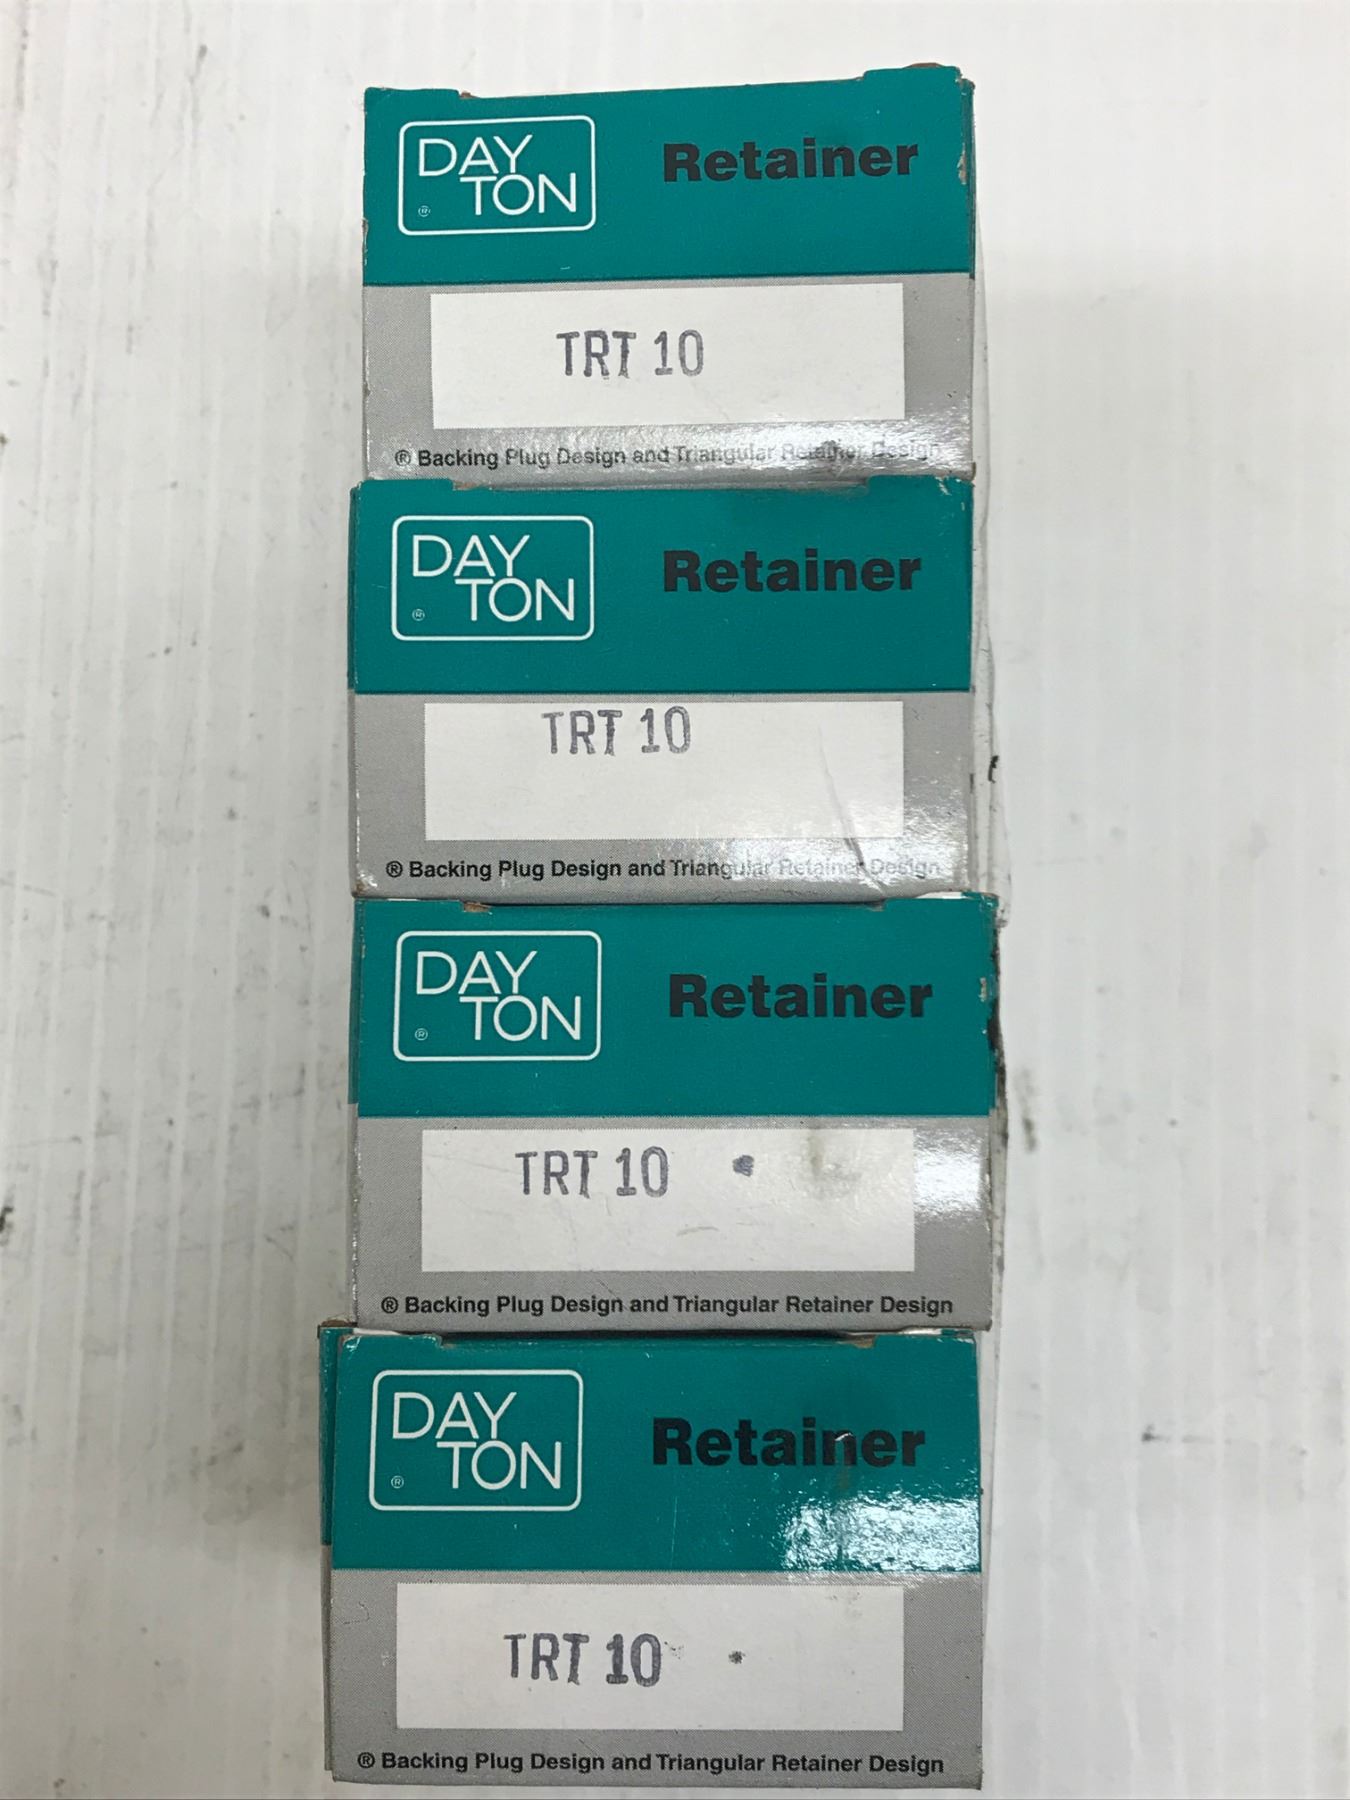 DAY
TON
®
Retainer
TRT 10
® Backing Plug Design and Triangular Retainer Design
DAY
TON
®
Retainer
TRT 10
® Backing Plug Design and Triangular Retainer Design
DAY
TON
®
Retainer
TRT 10
® Backing Plug Design and Triangular Retainer Design
DAY
TON
®
Retainer
TRT 10
® Backing Plug Design and Triangular Retainer Design